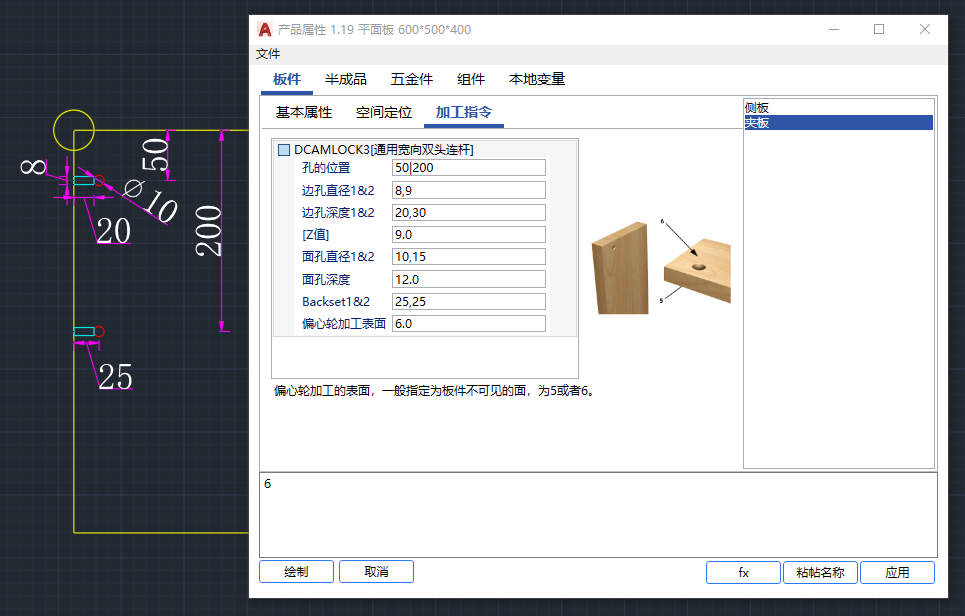 产品属性 1.19 平面板 600*500*400
文件
板件 半成品 五金件 组件 本地变量
基本属性 空间定位 加工指令
DCAMLOCK3[通用宽向双头连杆]
孔的位置 50|200
边孔直径1&2 8,9
边孔深度1&2 20,30
[Z值] 9.0
面孔直径1&2 10,15
面孔深度 12.0
Backset1&2 25,25
偏心轮加工表面 6.0
偏心轮加工的表面，一般指定为板件不可见的面，为5或者6。
6
5
侧板
夹板
6
绘制 取消 fx 粘帖名称 应用
8
50
∅10
20
200
25